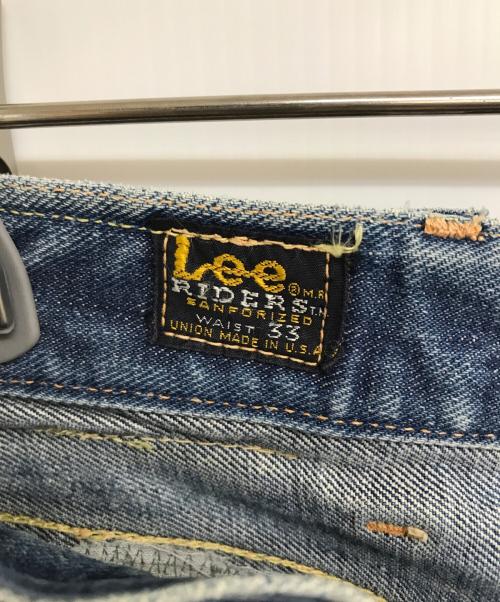 Lee ® M.R.
RIDERS T.M.
SANFORIZED
WAIST 33
UNION MADE IN U.S.A